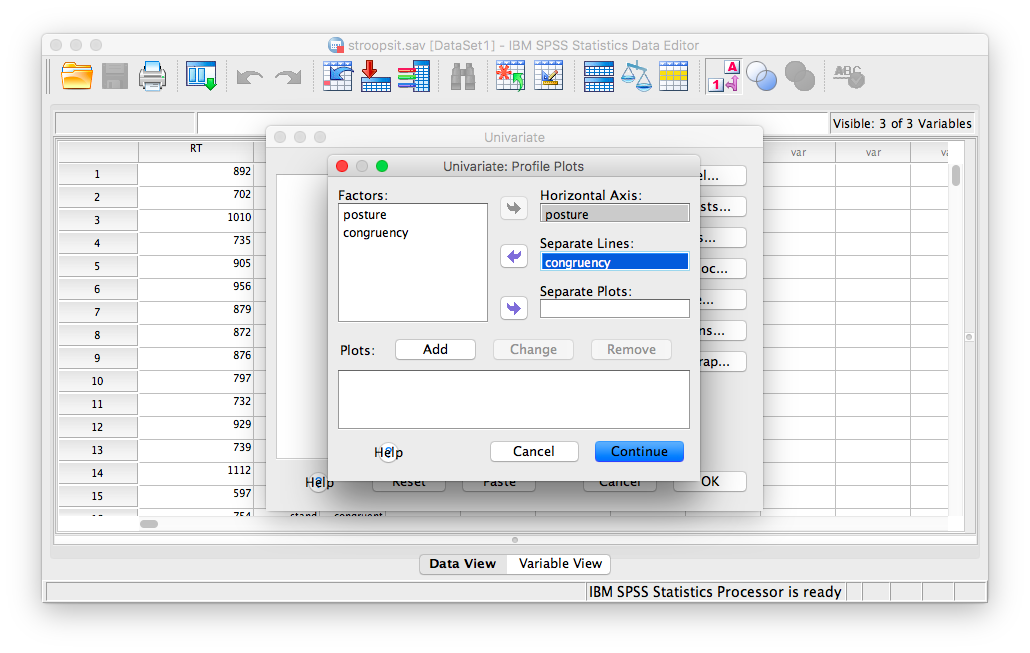 stroopsit.sav [DataSet1] - IBM SPSS Statistics Data Editor
A
1
ABC
Visible: 3 of 3 Variables
Univariate
RT
var
var
va
Univariate: Profile Plots
1
892
2
702
3
1010
4
735
5
905
6
956
7
879
8
872
9
876
10
797
11
732
12
929
13
739
14
1112
15
597
754
stand
congruent
el...
sts...
s...
oc...
e...
ns...
rap...
Factors:
posture
congruency
Horizontal Axis:
posture
Separate Lines:
congruency
Separate Plots:
Plots:
Add
Change
Remove
Help
Cancel
Continue
Help
Reset
Paste
Cancel
OK
Data View
Variable View
IBM SPSS Statistics Processor is ready